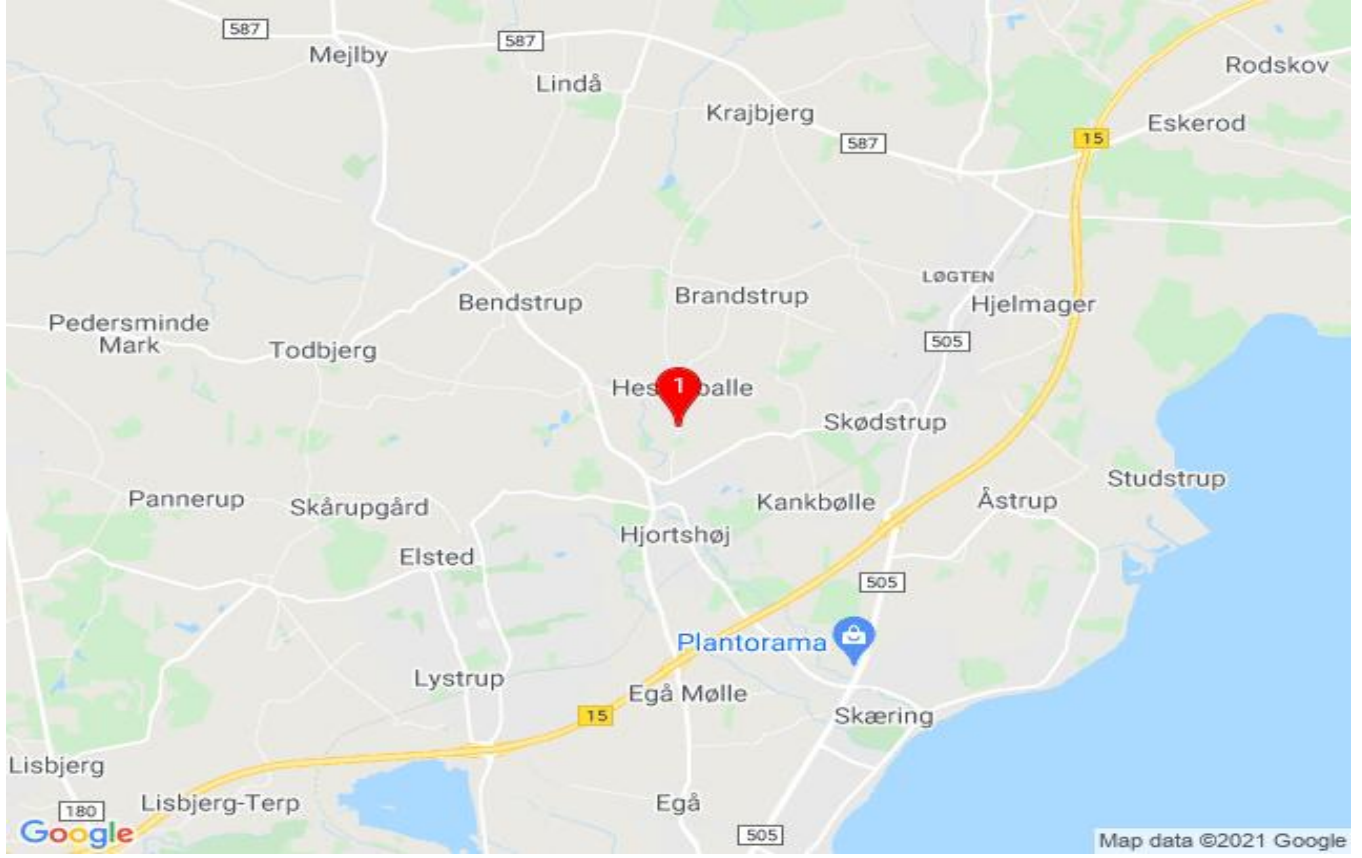 587
Mejlby
587
Lindå
Rodskov
Krajbjerg
Eskerod
587
15
LØGTEN
Brandstrup
Bendstrup
Hjelmager
Pedersminde
Mark
Todbjerg
505
1
Skødstrup
Studstrup
Pannerup
Skårupgård
Kankbølle
Åstrup
Hjortshøj
Elsted
505
Plantorama
Lystrup
Egå Mølle
15
Skæring
Lisbjerg
180
Lisbjerg-Terp
Egå
505
Google
Map data ©2021 Google